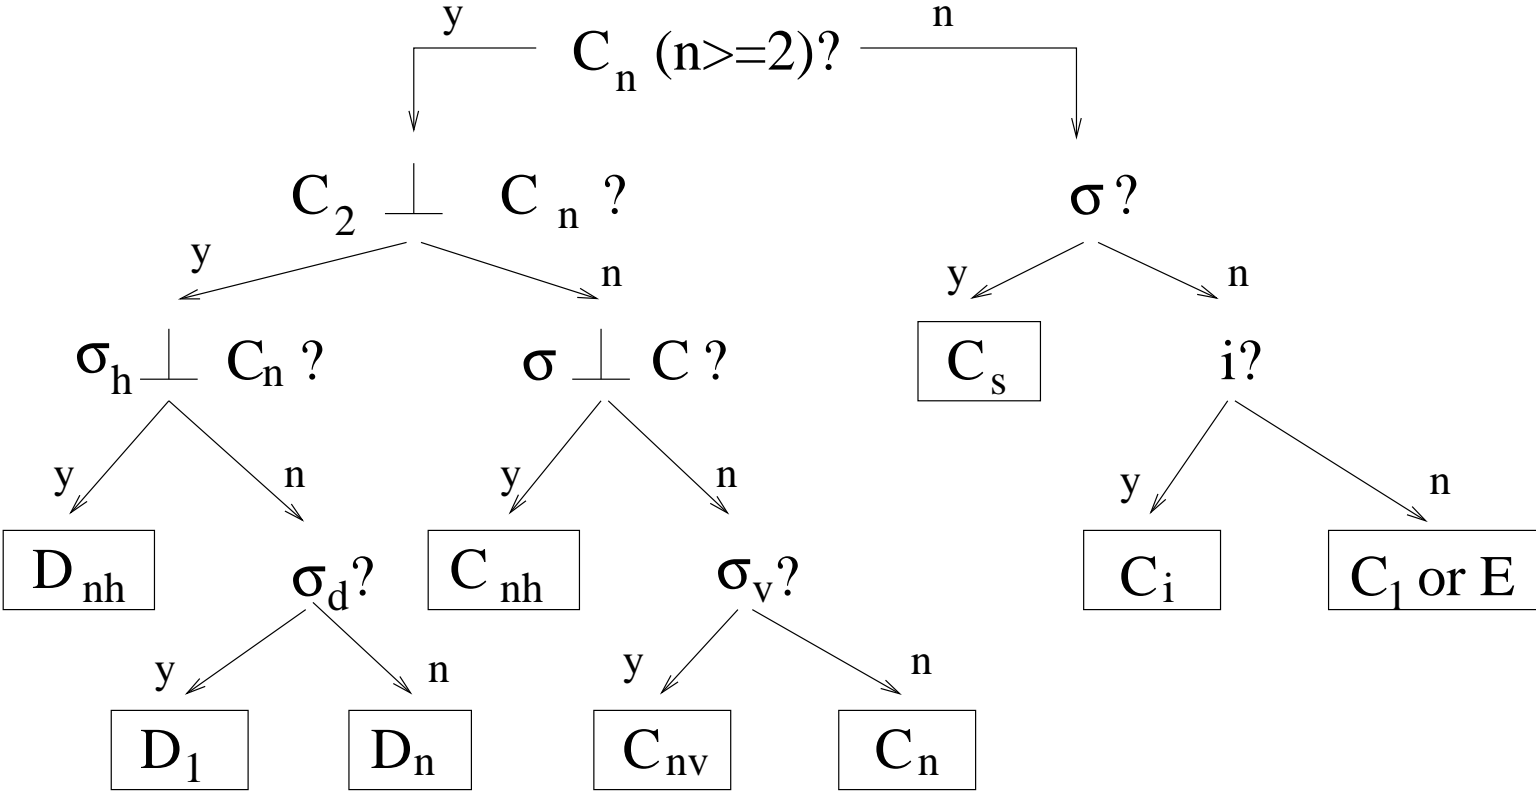 y n
C_n (n>=2)?
C_2 ⊥ C_n ?
σ ?
y n y n
σ_h ⊥ C_n ?
σ ⊥ C ?
C_s
i?
y n y n y n
D_nh
σ_d?
C_nh
σ_v?
C_i
C_1 or E
y n y n
D_1
D_n
C_nv
C_n